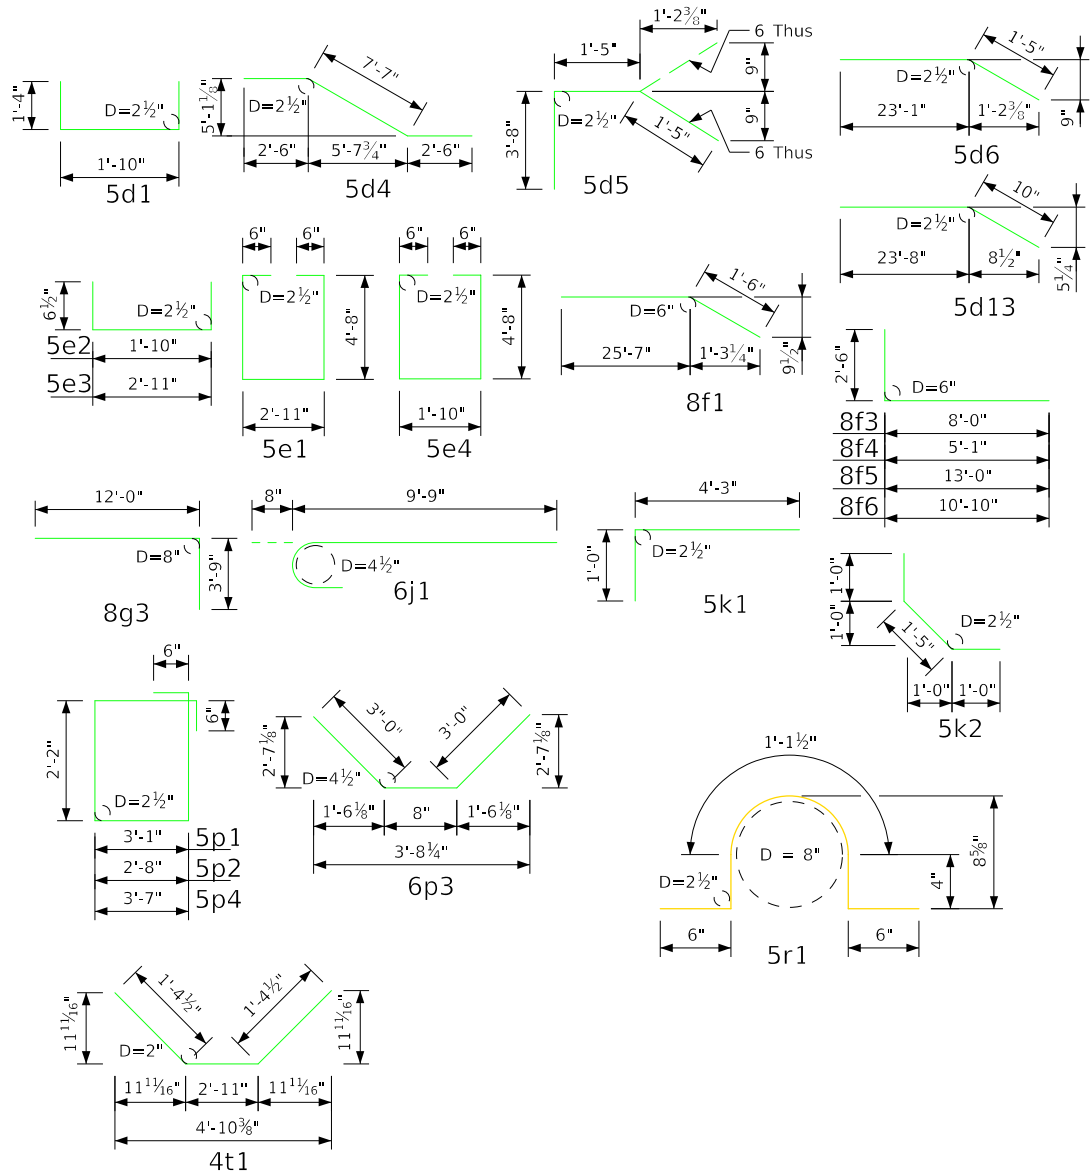 1'-4"
D=2½"
1'-10"
5d1
5'-1⅛"
D=2½"
7'-7"
2'-6"
5'-7¾"
2'-6"
5d4
1'-2⅜"
1'-5"
6 Thus
9"
D=2½"
3'-8"
9"
1'-5"
6 Thus
5d5
1'-5"
D=2½"
23'-1"
1'-2⅜"
9"
5d6
10"
D=2½"
23'-8"
8½"
5¼"
5d13
6½"
D=2½"
5e2
1'-10"
5e3
2'-11"
6"
6"
D=2½"
4'-8"
2'-11"
5e1
6"
6"
D=2½"
4'-8"
1'-10"
5e4
1'-6"
D=6"
25'-7"
1'-3¼"
9½"
8f1
2'-6"
D=6"
8f3
8'-0"
8f4
5'-1"
8f5
13'-0"
8f6
10'-10"
12'-0"
D=8"
3'-9"
8g3
8"
9'-9"
D=4½"
6j1
4'-3"
D=2½"
1'-0"
5k1
1'-0"
1'-0"
D=2½"
1'-5"
1'-0"
1'-0"
5k2
6"
6"
2'-2"
D=2½"
3'-1"
5p1
2'-8"
5p2
3'-7"
5p4
3"-0"
3'-0"
2'-7⅛"
2'-7⅛"
D=4½"
1'-6⅛"
8"
1'-6⅛"
3'-8¼"
6p3
1'-1½"
D = 8"
8⅝"
D=2½"
4"
6"
6"
5r1
1'-4½"
1'-4½"
11 11/16"
11 11/16"
D=2"
11 11/16"
2'-11"
11 11/16"
4'-10⅜"
4t1